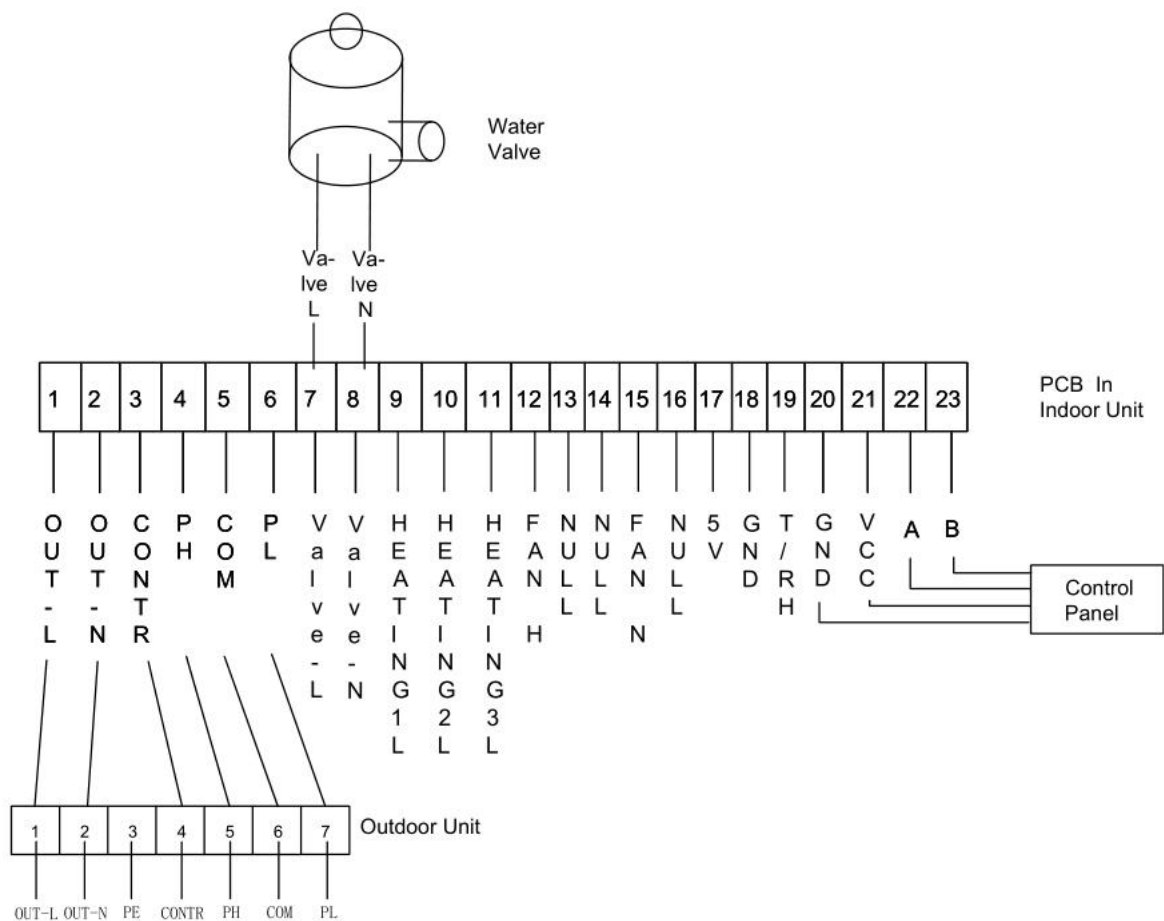 Water
Valve
Va-
lve
L
Va-
lve
N
1 2 3 4 5 6 7 8 9 10 11 12 13 14 15 16 17 18 19 20 21 22 23
PCB In
Indoor Unit
OUT-L
OUT-N
CONTR
PH
COM
PL
Valve-L
Valve-N
HEATING1L
HEATING2L
HEATING3L
FAN H
NULL
NULL
FAN N
NULL
5V
GND
T/RH
GND
VCC
A
B
Control
Panel
1 2 3 4 5 6 7
Outdoor Unit
OUT-L OUT-N PE CONTR PH COM PL